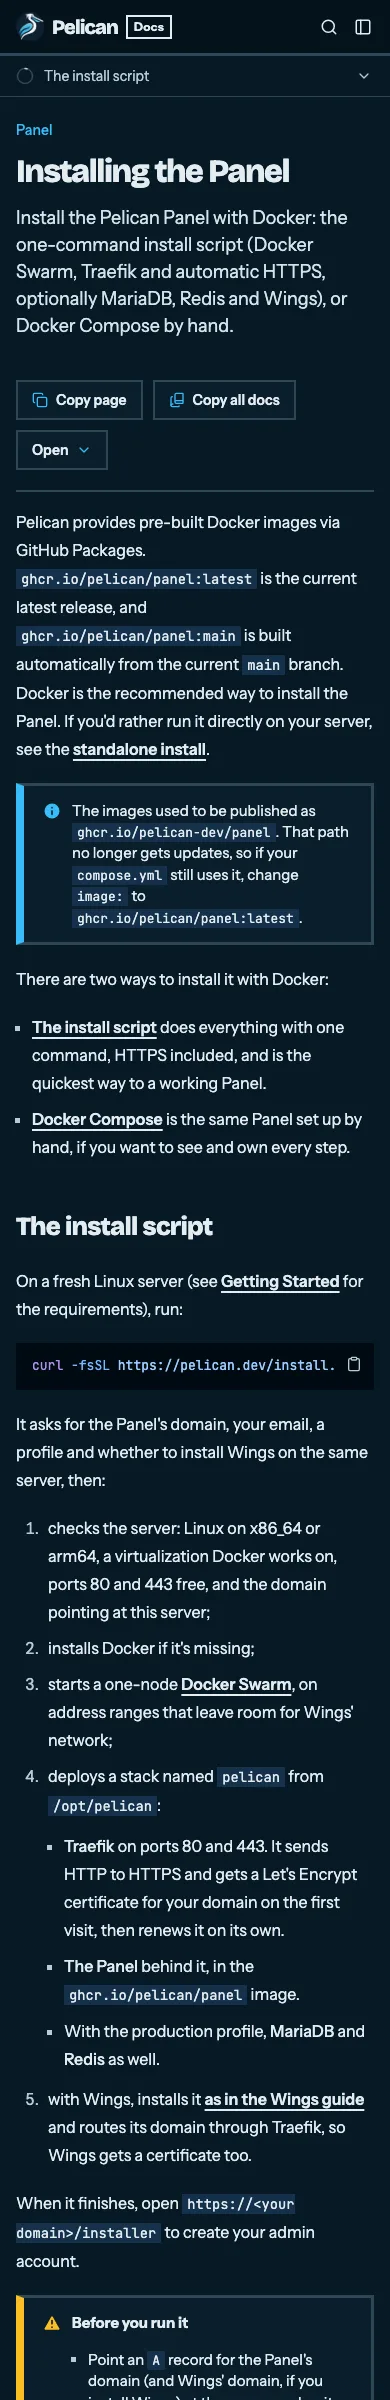 Pelican Docs
The install script
Panel
Installing the Panel
Install the Pelican Panel with Docker: the
one-command install script (Docker
Swarm, Traefik and automatic HTTPS,
optionally MariaDB, Redis and Wings), or
Docker Compose by hand.
Copy page Copy all docs
Open
Pelican provides pre-built Docker images via
GitHub Packages.
ghcr.io/pelican/panel:latest is the current
latest release, and
ghcr.io/pelican/panel:main is built
automatically from the current main branch.
Docker is the recommended way to install the
Panel. If you'd rather run it directly on your server,
see the standalone install.
The images used to be published as
ghcr.io/pelican-dev/panel. That path
no longer gets updates, so if your
compose.yml still uses it, change
image: to
ghcr.io/pelican/panel:latest.
There are two ways to install it with Docker:
The install script does everything with one
command, HTTPS included, and is the
quickest way to a working Panel.
Docker Compose is the same Panel set up by
hand, if you want to see and own every step.
The install script
On a fresh Linux server (see Getting Started for
the requirements), run:
curl -fsSL https://pelican.dev/install.
It asks for the Panel's domain, your email, a
profile and whether to install Wings on the same
server, then:
1. checks the server: Linux on x86_64 or
arm64, a virtualization Docker works on,
ports 80 and 443 free, and the domain
pointing at this server;
2. installs Docker if it's missing;
3. starts a one-node Docker Swarm, on
address ranges that leave room for Wings'
network;
4. deploys a stack named pelican from
/opt/pelican:
Traefik on ports 80 and 443. It sends
HTTP to HTTPS and gets a Let's Encrypt
certificate for your domain on the first
visit, then renews it on its own.
The Panel behind it, in the
ghcr.io/pelican/panel image.
With the production profile, MariaDB and
Redis as well.
5. with Wings, installs it as in the Wings guide
and routes its domain through Traefik, so
Wings gets a certificate too.
When it finishes, open https://<your
domain>/installer to create your admin
account.
Before you run it
Point an A record for the Panel's
domain (and Wings' domain, if you